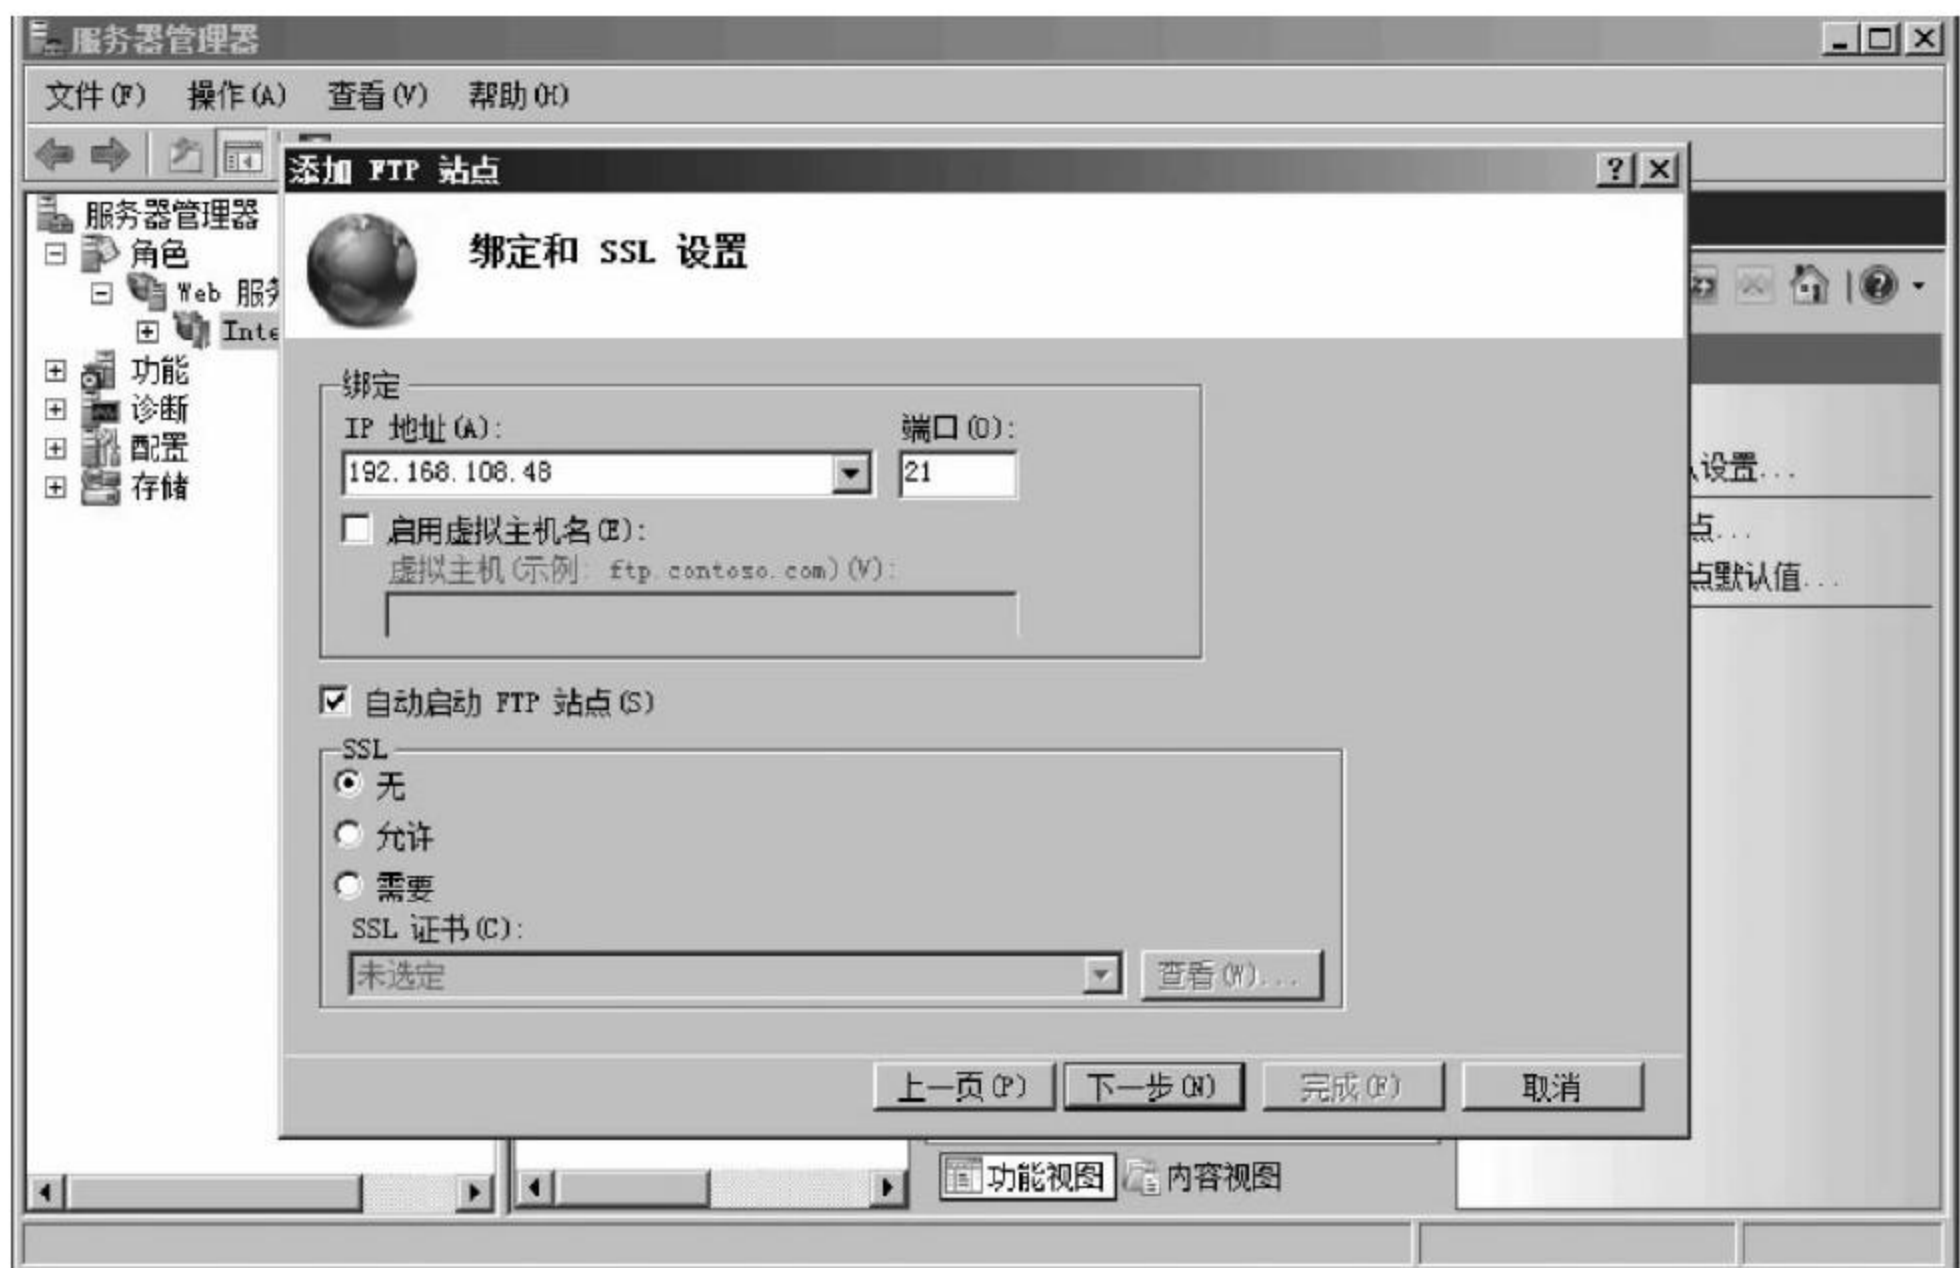 服务器管理器
文件(F) 操作(A) 查看(V) 帮助(H)
服务器管理器
角色
Web 服务
Inte
功能
诊断
配置
存储
添加 FTP 站点
绑定和 SSL 设置
绑定
IP 地址(A): 端口(O):
192.168.108.48 21
启用虚拟主机名(E):
虚拟主机(示例: ftp.contoso.com)(V):
自动启动 FTP 站点(S)
SSL
无
允许
需要
SSL 证书(C):
未选定 查看(W)...
上一页(P) 下一步(N) 完成(F) 取消
设置...
点...
点默认值...
功能视图 内容视图